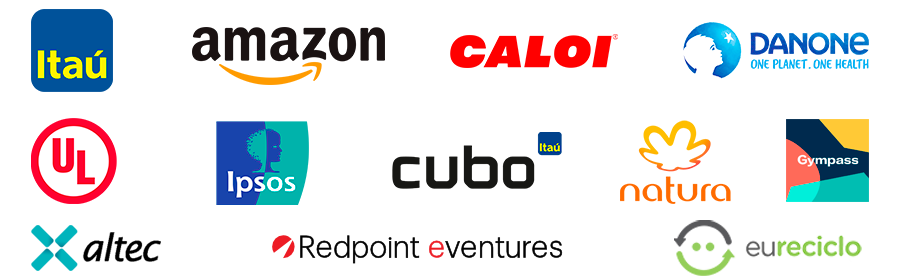 Itaú
amazon
CALOI®
DANONE
ONE PLANET. ONE HEALTH
UL
Ipsos
cubo
Itaú
natura
Gympass
altec
Redpoint eventures
eureciclo